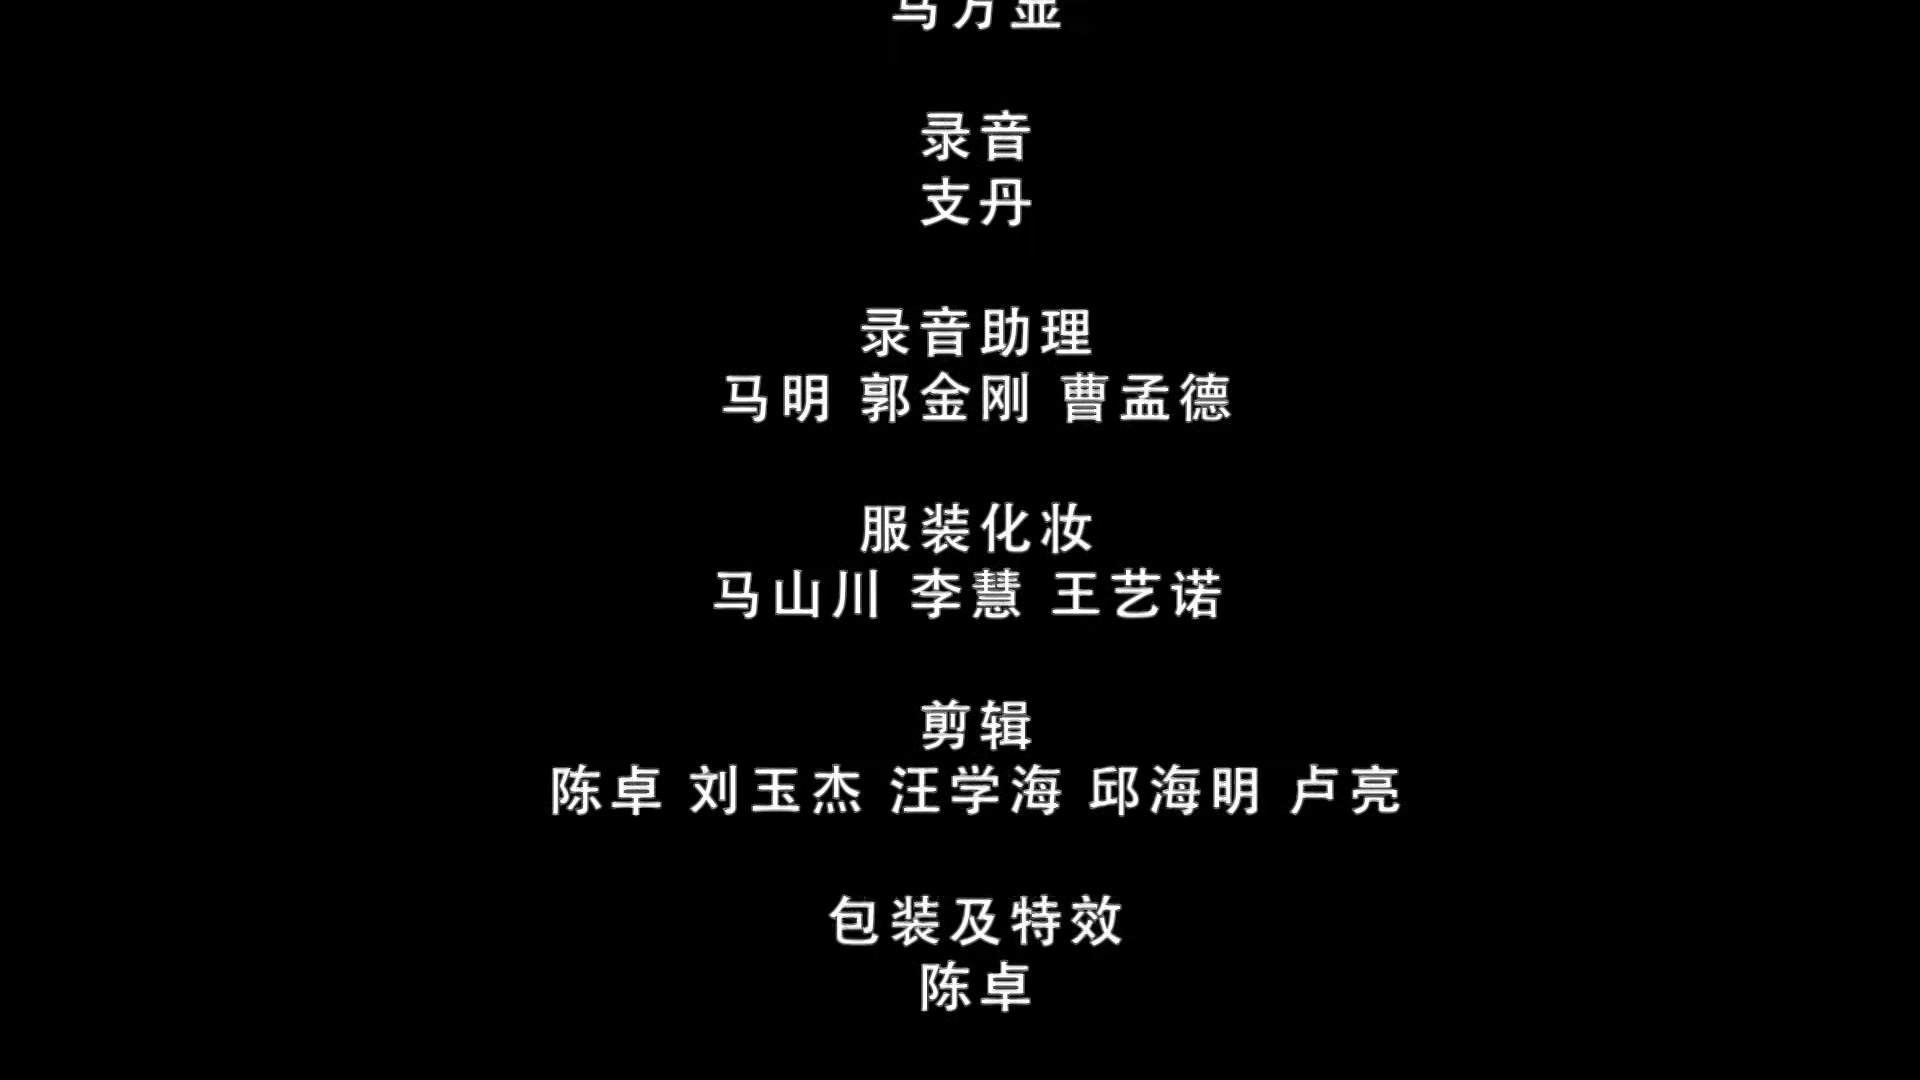 录音
支丹
录音助理
马明 郭金刚 曹孟德
服装化妆
马山川 李慧 王艺诺
剪辑
陈卓 刘玉杰 汪学海 邱海明 卢亮
包装及特效
陈卓